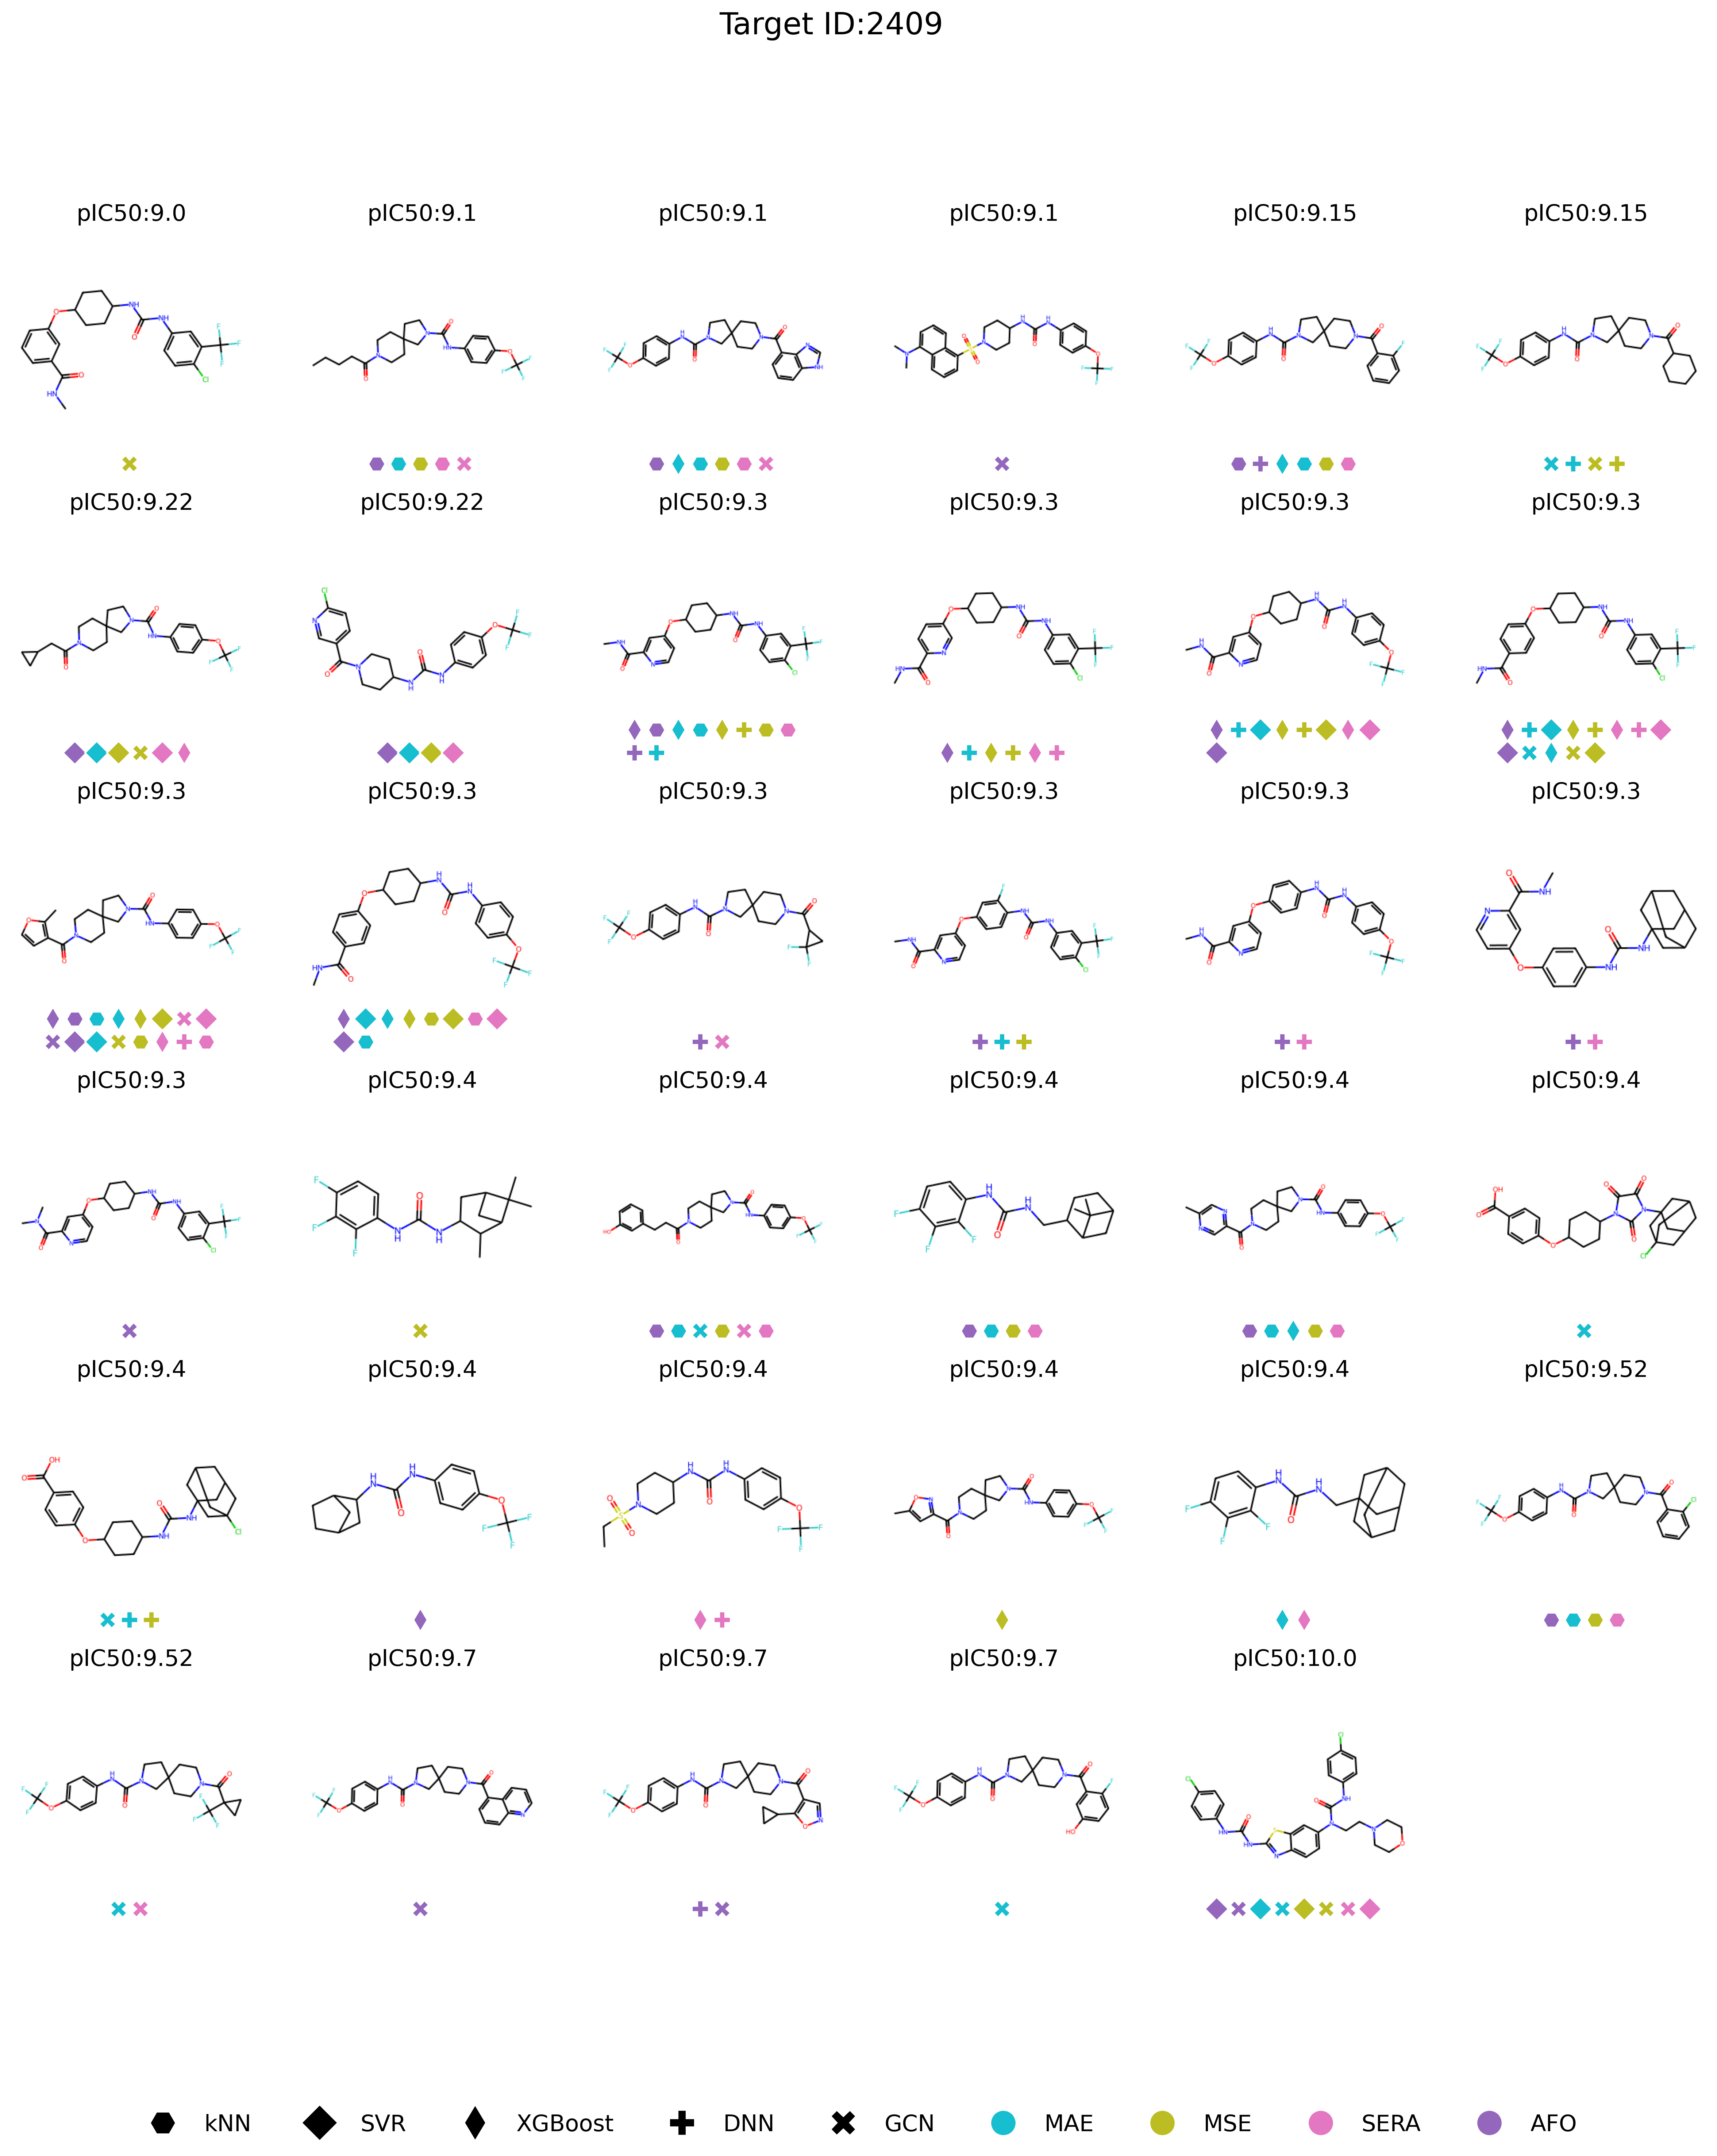 Target ID:2409
pIC50:9.0 pIC50:9.1 pIC50:9.1 pIC50:9.1 pIC50:9.15 pIC50:9.15
pIC50:9.22 pIC50:9.22 pIC50:9.3 pIC50:9.3 pIC50:9.3 pIC50:9.3
pIC50:9.3 pIC50:9.3 pIC50:9.3 pIC50:9.3 pIC50:9.3 pIC50:9.3
pIC50:9.3 pIC50:9.4 pIC50:9.4 pIC50:9.4 pIC50:9.4 pIC50:9.4
pIC50:9.4 pIC50:9.4 pIC50:9.4 pIC50:9.4 pIC50:9.4 pIC50:9.52
pIC50:9.52 pIC50:9.7 pIC50:9.7 pIC50:9.7 pIC50:10.0
kNN SVR XGBoost DNN GCN MAE MSE SERA AFO